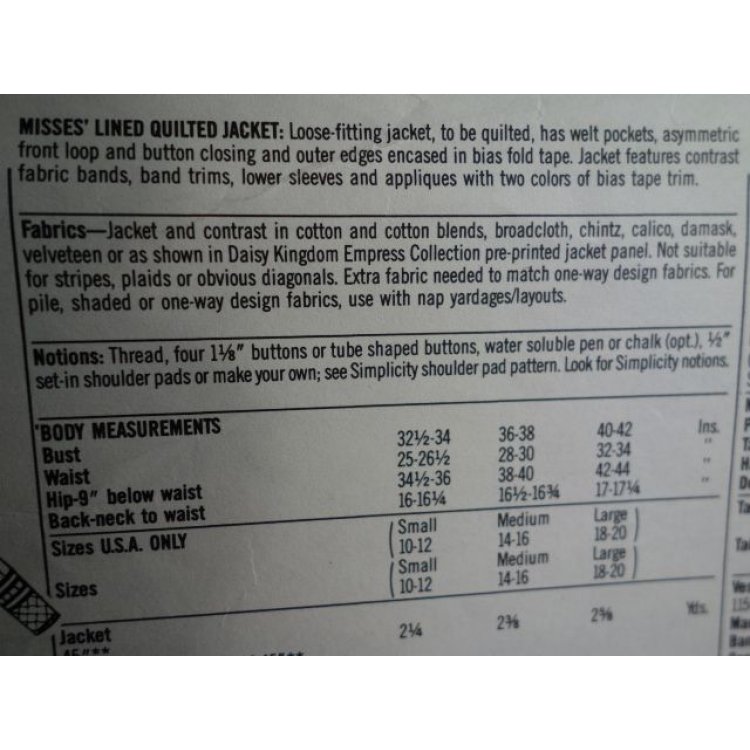 MISSES' LINED QUILTED JACKET: Loose-fitting jacket, to be quilted, has welt pockets, asymmetric
front loop and button closing and outer edges encased in bias fold tape. Jacket features contrast
fabric bands, band trims, lower sleeves and appliques with two colors of bias tape trim.
Fabrics—Jacket and contrast in cotton and cotton blends, broadcloth, chintz, calico, damask,
velveteen or as shown in Daisy Kingdom Empress Collection pre-printed jacket panel. Not suitable
for stripes, plaids or obvious diagonals. Extra fabric needed to match one-way design fabrics. For
pile, shaded or one-way design fabrics, use with nap yardages/layouts.
Notions: Thread, four 1⅛" buttons or tube shaped buttons, water soluble pen or chalk (opt.), ½"
set-in shoulder pads or make your own; see Simplicity shoulder pad pattern. Look for Simplicity notions.
*BODY MEASUREMENTS
Bust 32½-34 36-38 40-42 Ins.
Waist 25-26½ 28-30 32-34 "
Hip-9" below waist 34½-36 38-40 42-44 "
Back-neck to waist 16-16¼ 16½-16¾ 17-17¼ "
Sizes U.S.A. ONLY (Small Medium Large)
10-12 14-16 18-20
Sizes (Small Medium Large)
10-12 14-16 18-20
Jacket 2¼ 2⅜ 2⅝ Yds.
45"**